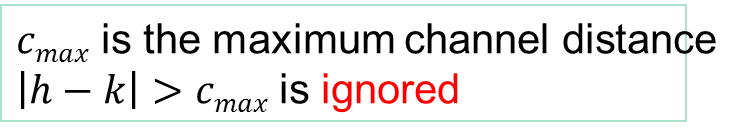 c_max is the maximum channel distance
|h − k| > c_max is ignored